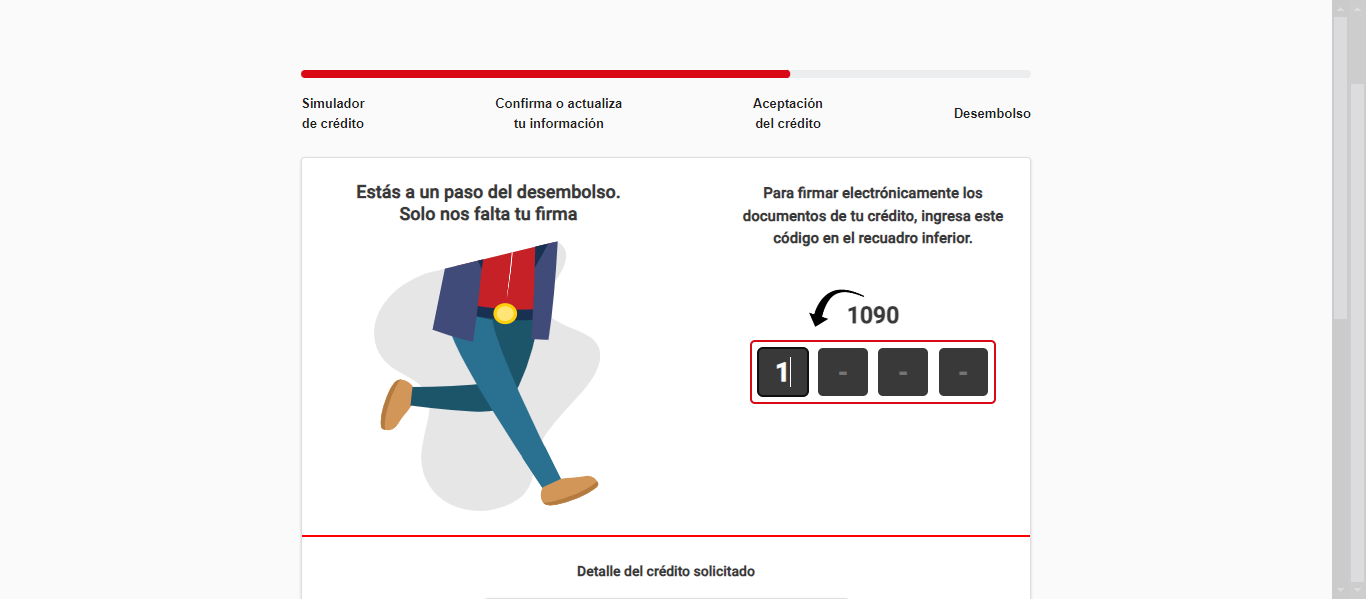 Simulador
de crédito
Confirma o actualiza
tu información
Aceptación
del crédito
Desembolso
Estás a un paso del desembolso.
Solo nos falta tu firma
Para firmar electrónicamente los
documentos de tu crédito, ingresa este
código en el recuadro inferior.
1090
1 - - -
Detalle del crédito solicitado